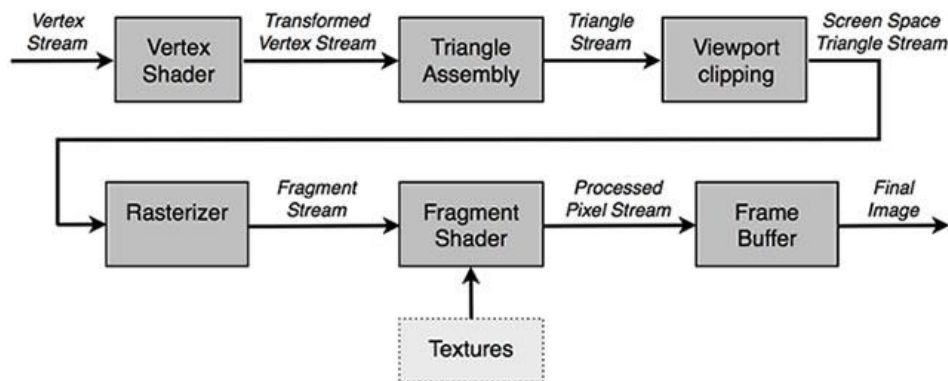 Vertex
Stream
Vertex
Shader
Transformed
Vertex Stream
Triangle
Assembly
Triangle
Stream
Viewport
clipping
Screen Space
Triangle Stream
Rasterizer
Fragment
Stream
Fragment
Shader
Processed
Pixel Stream
Frame
Buffer
Final
Image
Textures